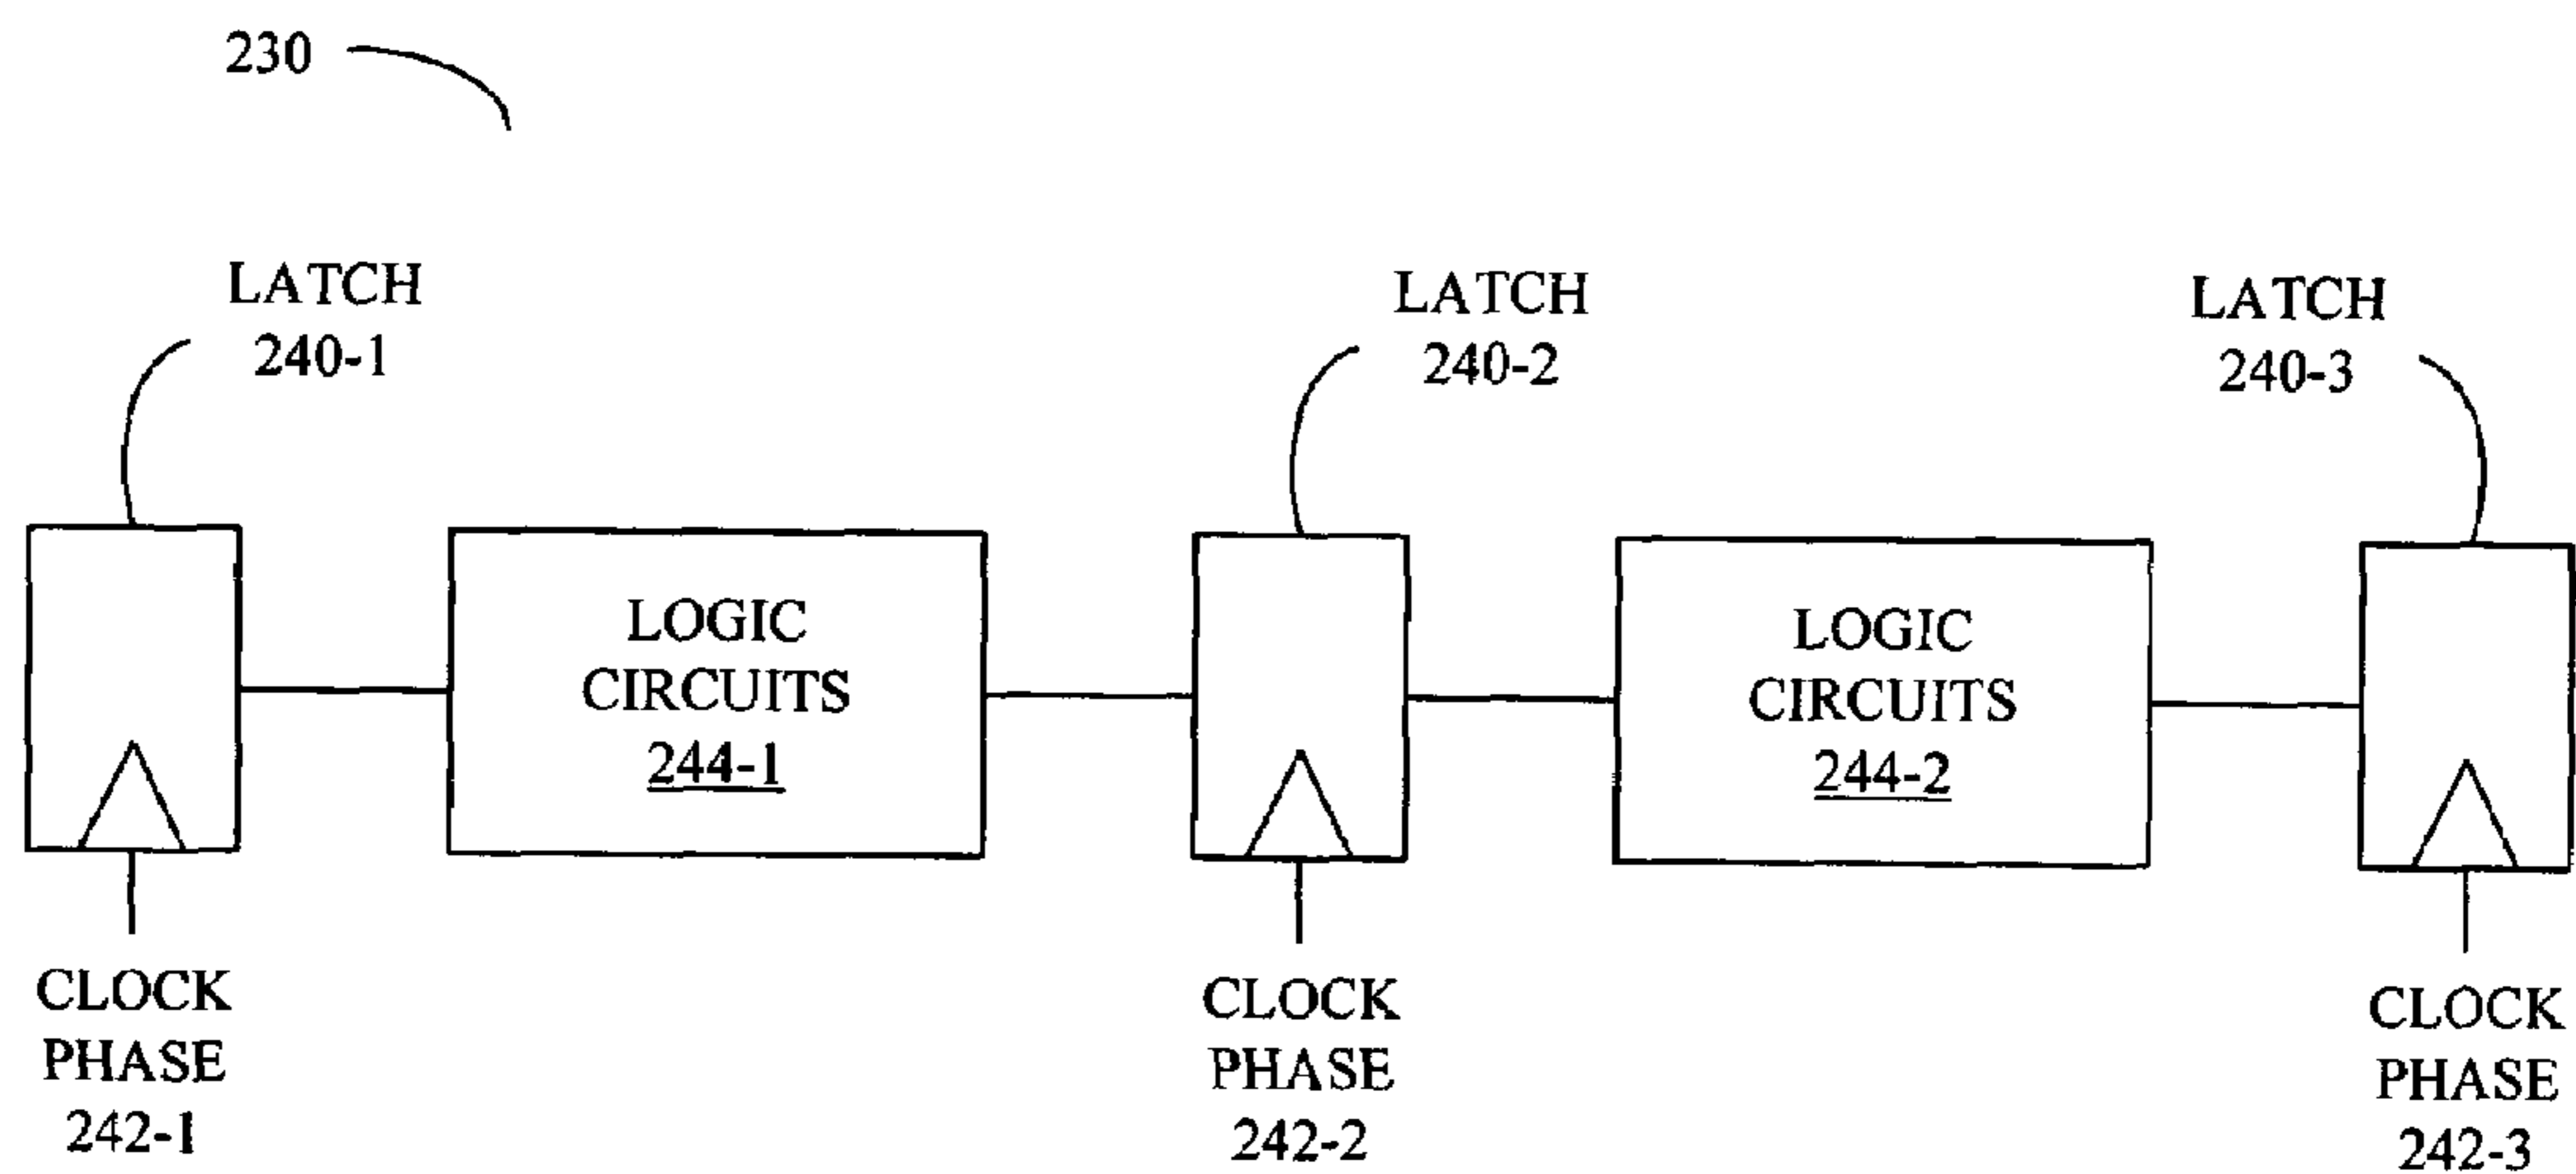 230
LATCH
240-1
LATCH
240-2
LATCH
240-3
LOGIC
CIRCUITS
244-1
LOGIC
CIRCUITS
244-2
CLOCK
PHASE
242-1
CLOCK
PHASE
242-2
CLOCK
PHASE
242-3